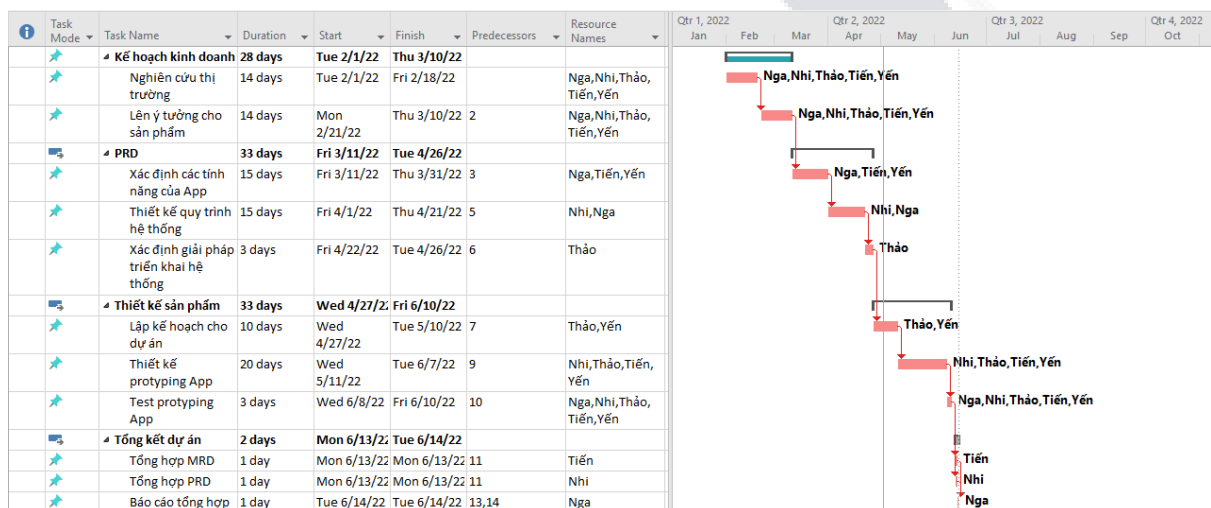 Task Mode Task Name Duration Start Finish Predecessors Resource Names
Kế hoạch kinh doanh 28 days Tue 2/1/22 Thu 3/10/22
Nghiên cứu thị trường 14 days Tue 2/1/22 Fri 2/18/22 Nga,Nhi,Thảo, Tiến,Yến
Lên ý tưởng cho sản phẩm 14 days Mon 2/21/22 Thu 3/10/22 2 Nga,Nhi,Thảo, Tiến,Yến
PRD 33 days Fri 3/11/22 Tue 4/26/22
Xác định các tính năng của App 15 days Fri 3/11/22 Thu 3/31/22 3 Nga,Tiến,Yến
Thiết kế quy trình hệ thống 15 days Fri 4/1/22 Thu 4/21/22 5 Nhi,Nga
Xác định giải pháp triển khai hệ thống 3 days Fri 4/22/22 Tue 4/26/22 6 Thảo
Thiết kế sản phẩm 33 days Wed 4/27/22 Fri 6/10/22
Lập kế hoạch cho dự án 10 days Wed 4/27/22 Tue 5/10/22 7 Thảo,Yến
Thiết kế protyping App 20 days Wed 5/11/22 Tue 6/7/22 9 Nhi,Thảo,Tiến, Yến
Test protyping App 3 days Wed 6/8/22 Fri 6/10/22 10 Nga,Nhi,Thảo, Tiến,Yến
Tổng kết dự án 2 days Mon 6/13/22 Tue 6/14/22
Tổng hợp MRD 1 day Mon 6/13/22 Mon 6/13/22 11 Tiến
Tổng hợp PRD 1 day Mon 6/13/22 Mon 6/13/22 11 Nhi
Báo cáo tổng hợp 1 day Tue 6/14/22 Tue 6/14/22 13,14 Nga
Qtr 1, 2022 Qtr 2, 2022 Qtr 3, 2022 Qtr 4, 2022
Jan Feb Mar Apr May Jun Jul Aug Sep Oct
Nga,Nhi,Thảo,Tiến,Yến
Nga,Nhi,Thảo,Tiến,Yến
Nga,Tiến,Yến
Nhi,Nga
Thảo
Thảo,Yến
Nhi,Thảo,Tiến,Yến
Nga,Nhi,Thảo,Tiến,Yến
Tiến
Nhi
Nga